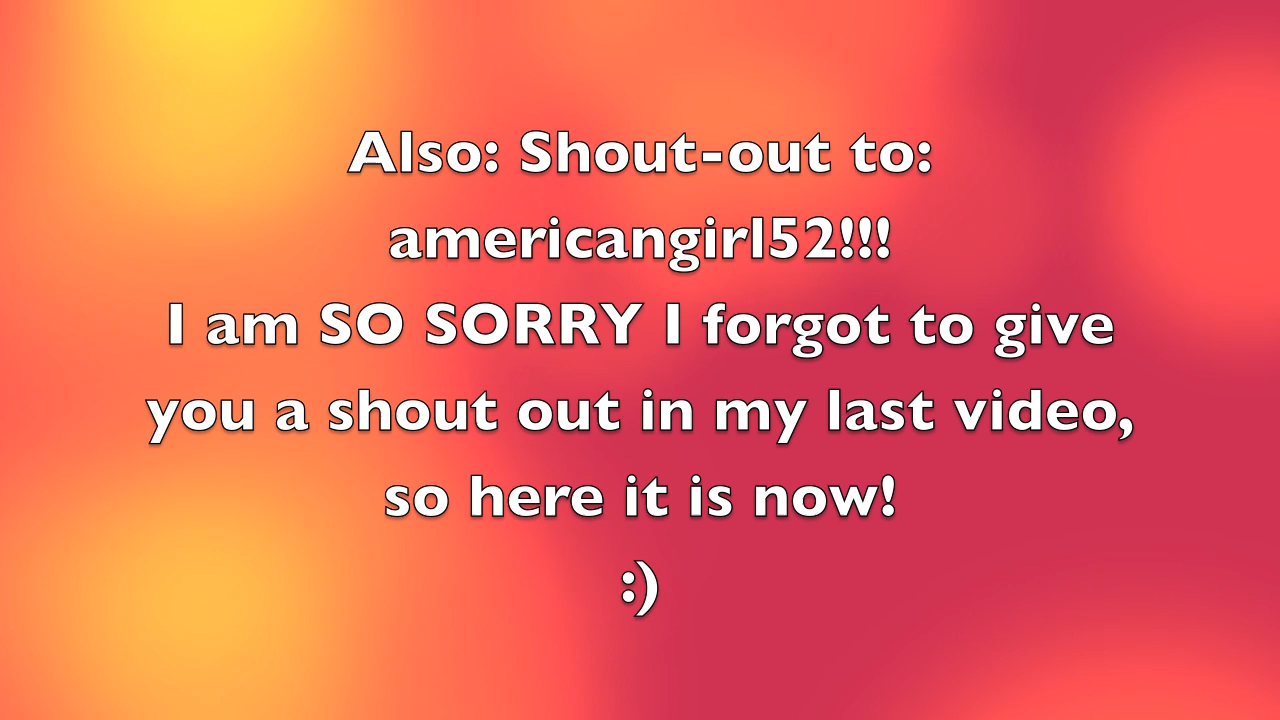 Also: Shout-out to:
americangirl52!!!
I am SO SORRY I forgot to give
you a shout out in my last video,
so here it is now!
:)